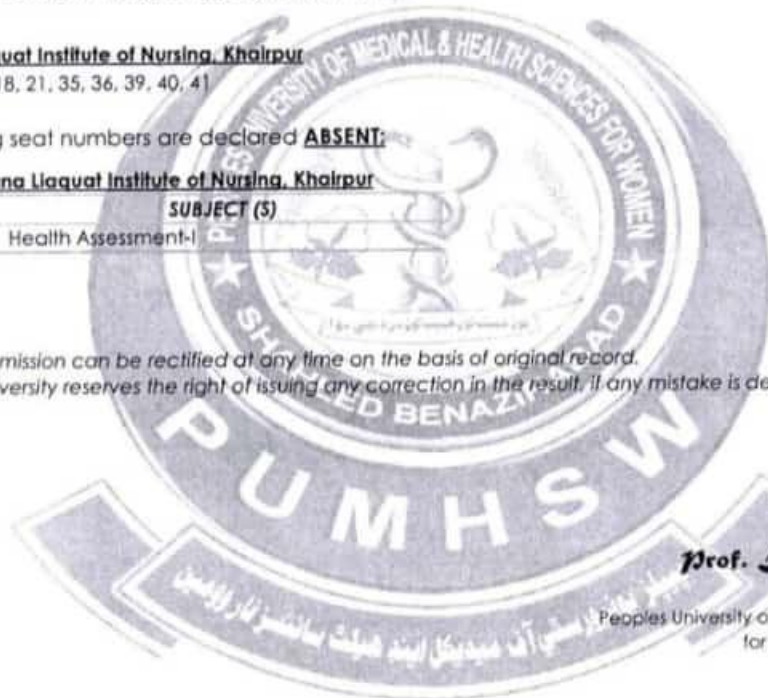 uat Institute of Nursing, Khairpur
18, 21, 35, 36, 39, 40, 41
g seat numbers are declared ABSENT:
na Liaquat Institute of Nursing, Khairpur
SUBJECT (S)
Health Assessment-I
mission can be rectified at any time on the basis of original record.
versity reserves the right of issuing any correction in the result, if any mistake is de
PEOPLES UNIVERSITY OF MEDICAL & HEALTH SCIENCES FOR WOMEN
SHAHEED BENAZIRABAD
PUMHSW
Prof.
Peoples University o
for